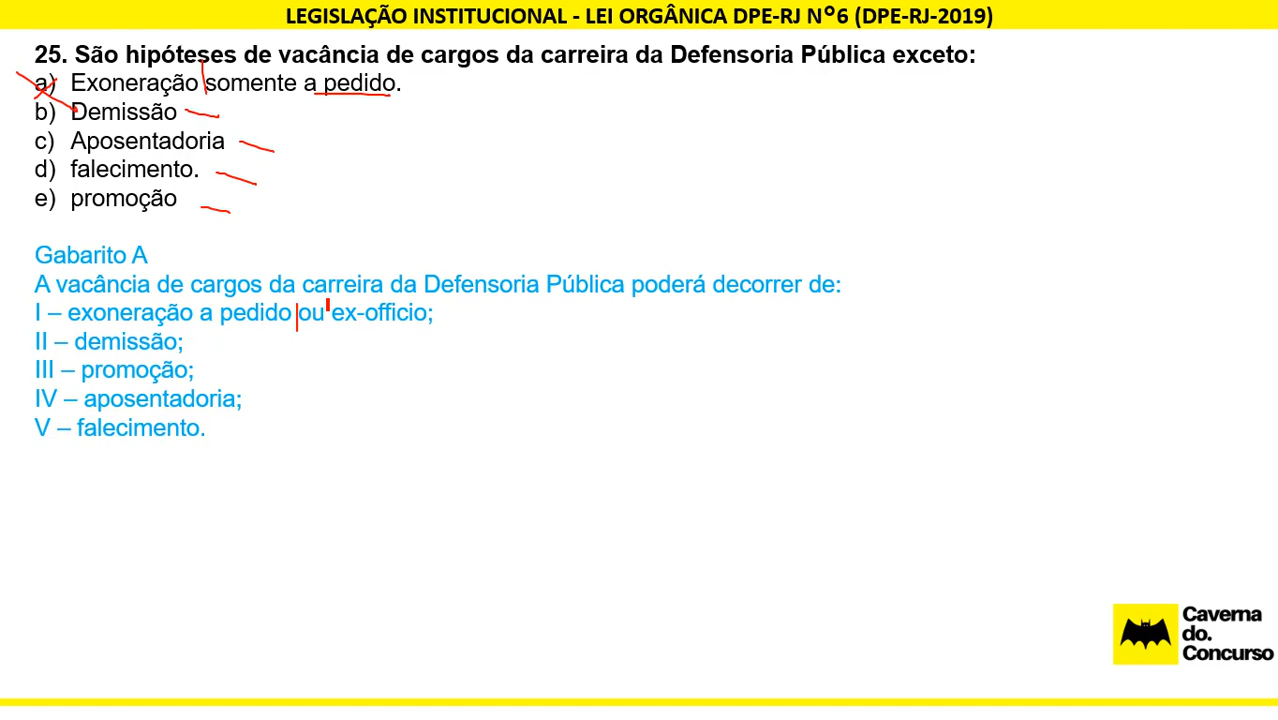 LEGISLAÇÃO INSTITUCIONAL - LEI ORGÂNICA DPE-RJ Nº6 (DPE-RJ-2019)
25. São hipóteses de vacância de cargos da carreira da Defensoria Pública exceto:
a) Exoneração somente a pedido.
b) Demissão
c) Aposentadoria
d) falecimento.
e) promoção
Gabarito A
A vacância de cargos da carreira da Defensoria Pública poderá decorrer de:
I – exoneração a pedido ou ex-officio;
II – demissão;
III – promoção;
IV – aposentadoria;
V – falecimento.
Caverna
do.
Concurso